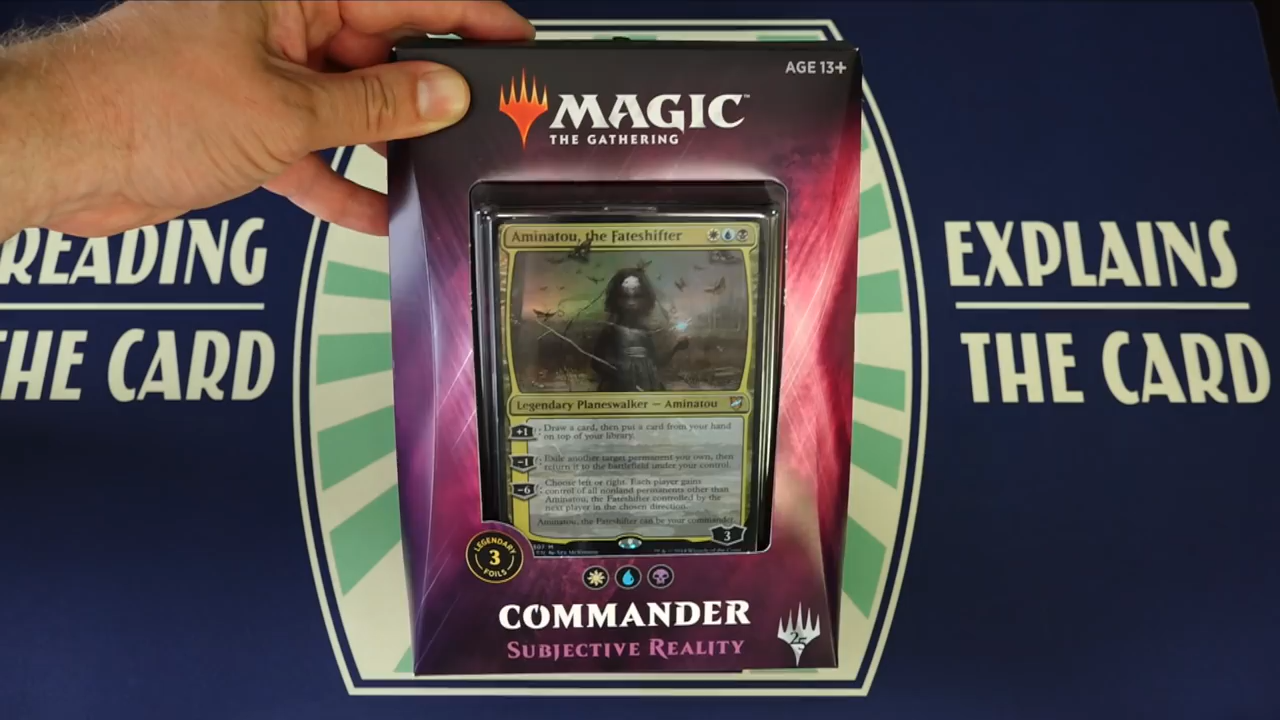 AGE 13+
MAGIC™
THE GATHERING
READING
THE CARD
EXPLAINS
THE CARD
Aminatou, the Fateshifter
Legendary Planeswalker — Aminatou
+1: Draw a card, then put a card from your hand
on top of your library.
−1: Exile another target permanent you own, then
return it to the battlefield under your control.
−6: Choose left or right. Each player gains
control of all nonland permanents other than
Aminatou, the Fateshifter controlled by the
next player in the chosen direction.
Aminatou, the Fateshifter can be your commander.
3
LEGENDARY
3
FOILS
COMMANDER
SUBJECTIVE REALITY
25